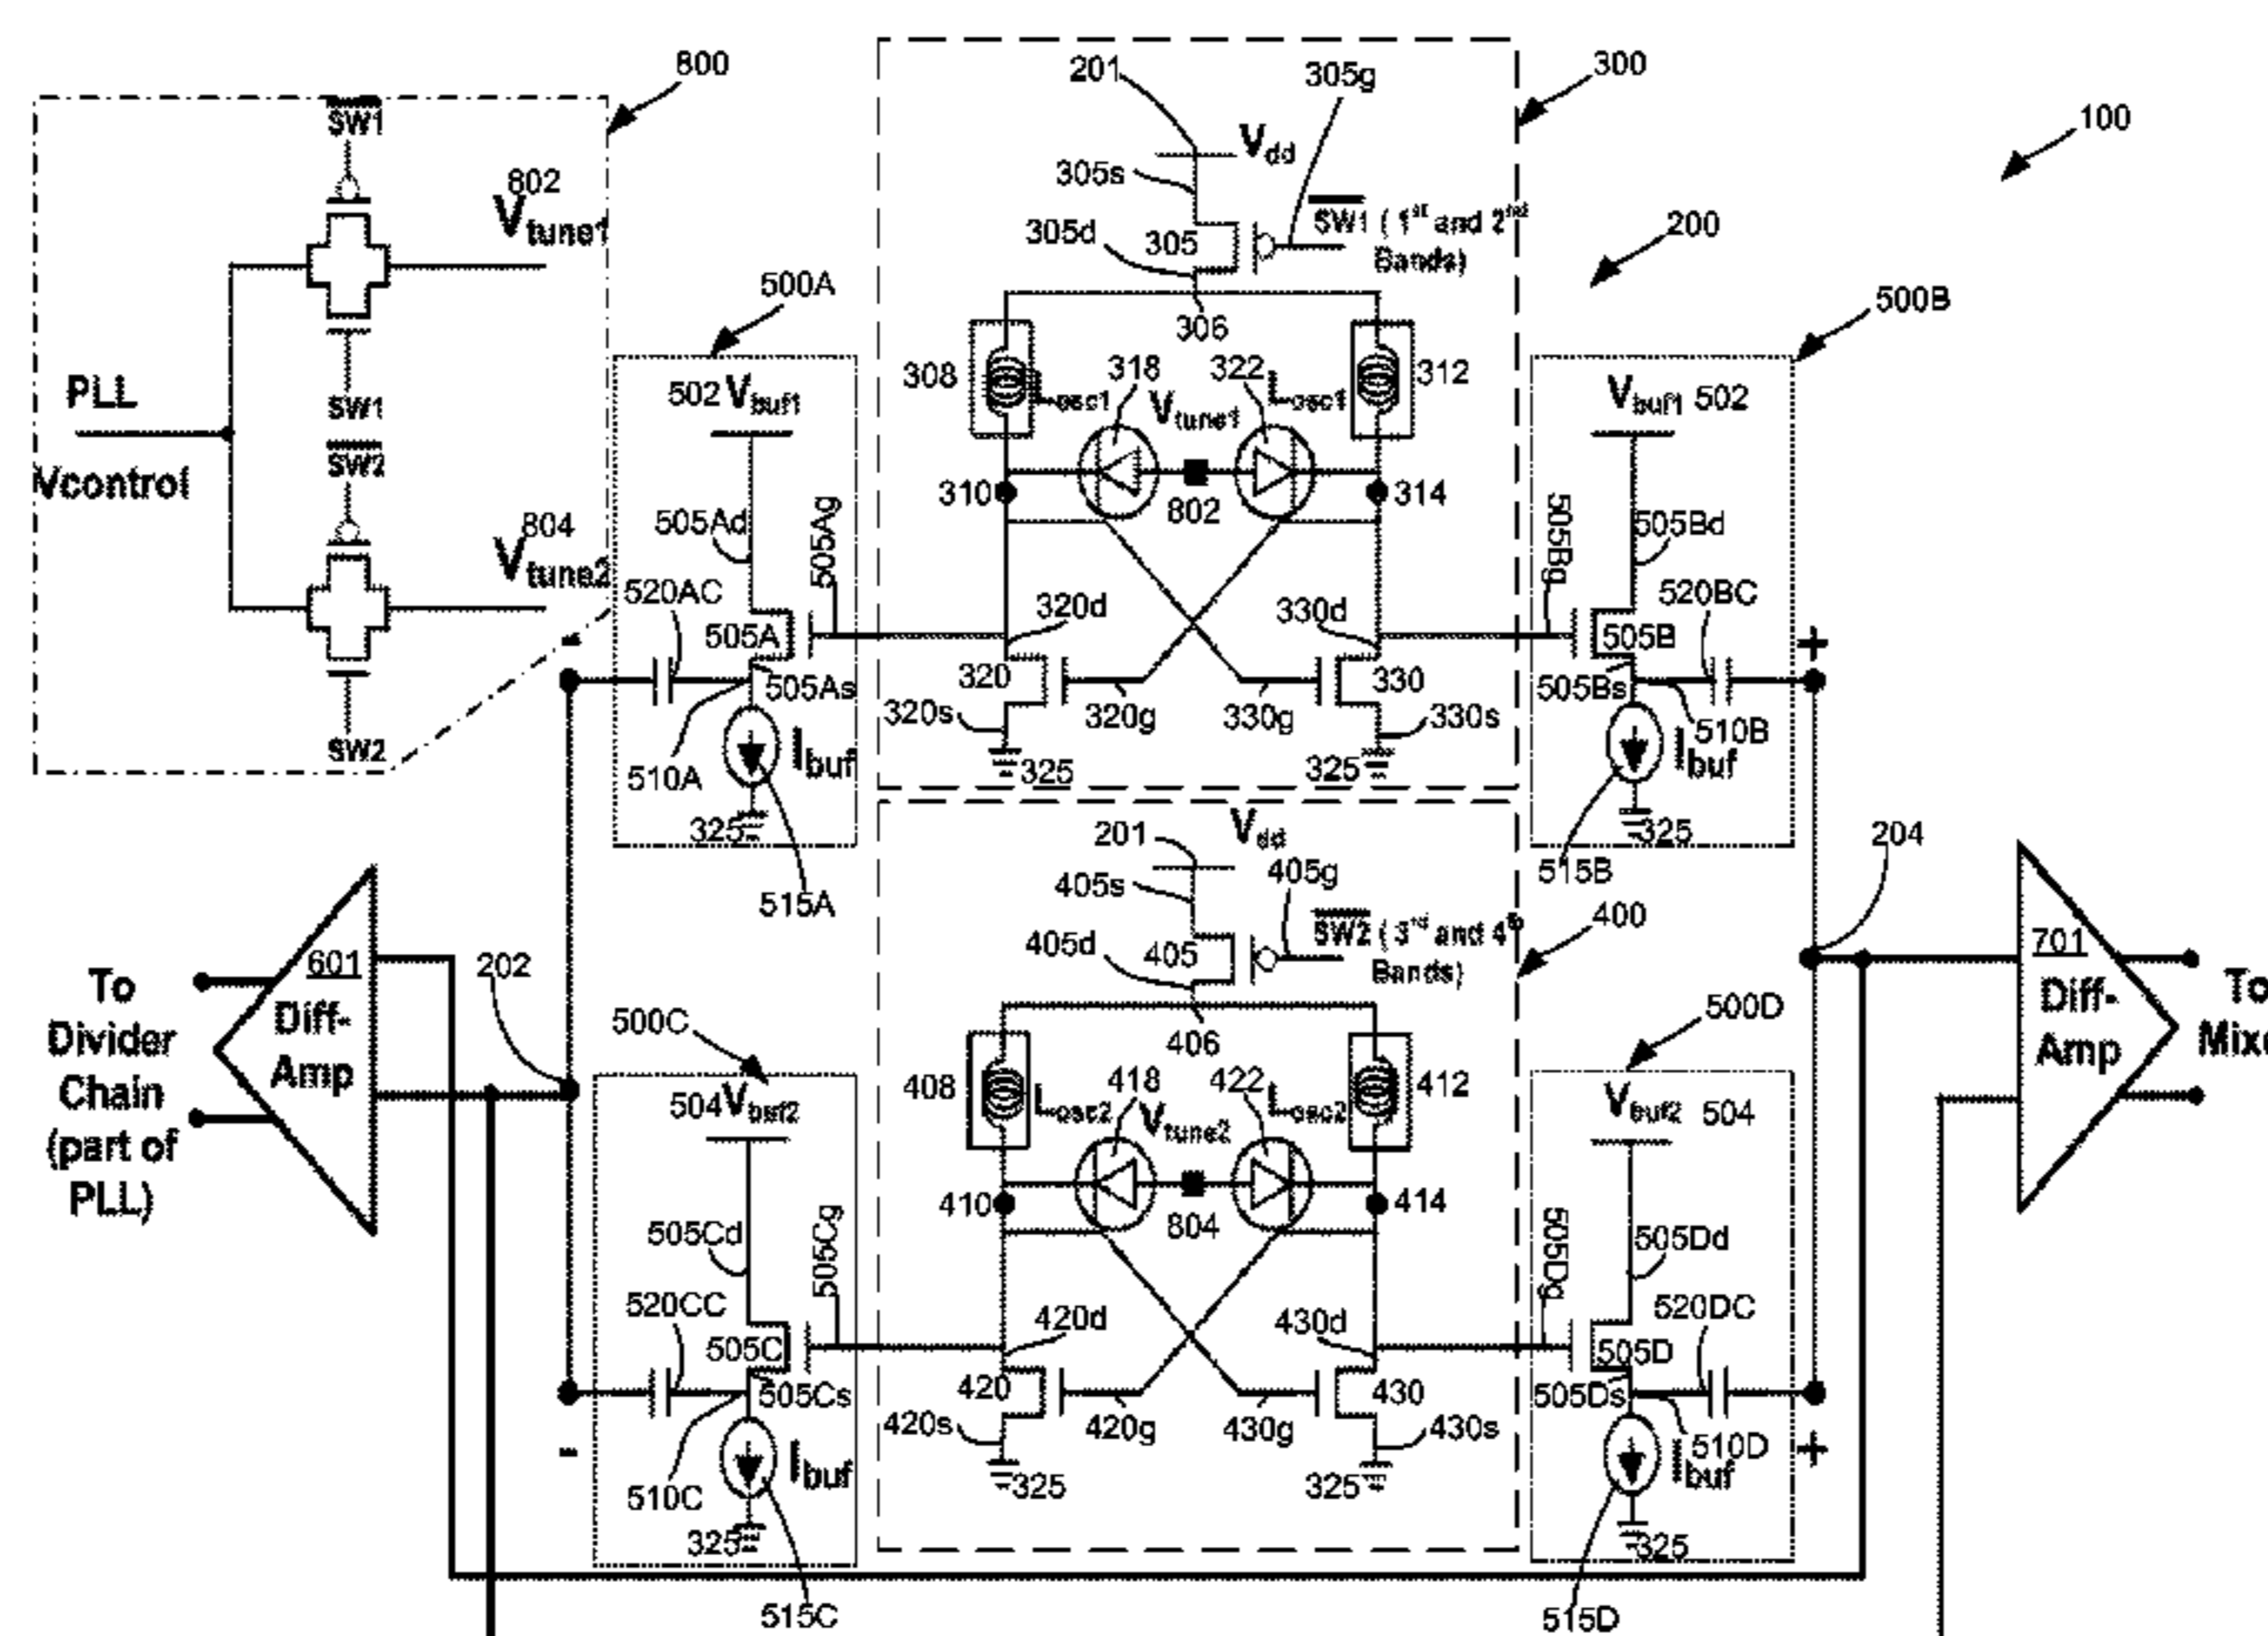 800
SW1
802
Vtune1
PLL
Vcontrol
SW1
SW2
804
Vtune2
SW2
300
201
305g
Vdd
305s
SW1 ( 1st and 2nd
Bands)
305d
305
306
308
Losc1
318
Vtune1
322
Losc1
312
310
802
314
320d
330d
320
330
320s
320g
330g
330s
325
325
100
200
500A
502 Vbuf1
505Ad
505Ag
520AC
505A
505As
-
510A
Ibuf
325
515A
500B
Vbuf1 502
505Bg
505Bd
520BC
505B
505Bs
+
510B
Ibuf
325
515B
204
400
201
Vdd
405s
405g
SW2 ( 3rd and 4th
Bands)
405d
405
406
408
Losc2
418
Vtune2
422
Losc2
412
410
804
414
420d
430d
420
430
420s
420g
430g
430s
325
325
To
Divider
Chain
(part of
PLL)
601
Diff-
Amp
202
500C
504 Vbuf2
505Cd
505Cg
520CC
505C
505Cs
-
510C
Ibuf
325
515C
500D
Vbuf2 504
505Dg
505Dd
520DC
505D
505Ds
510D
+
Ibuf
325
515D
701
Diff-
Amp
To
Mixe